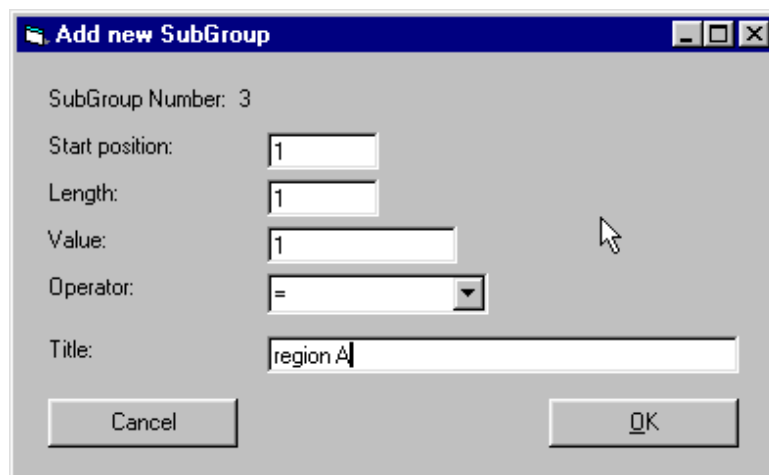 Add new SubGroup
SubGroup Number: 3
Start position: 1
Length: 1
Value: 1
Operator: =
Title: region A
Cancel OK